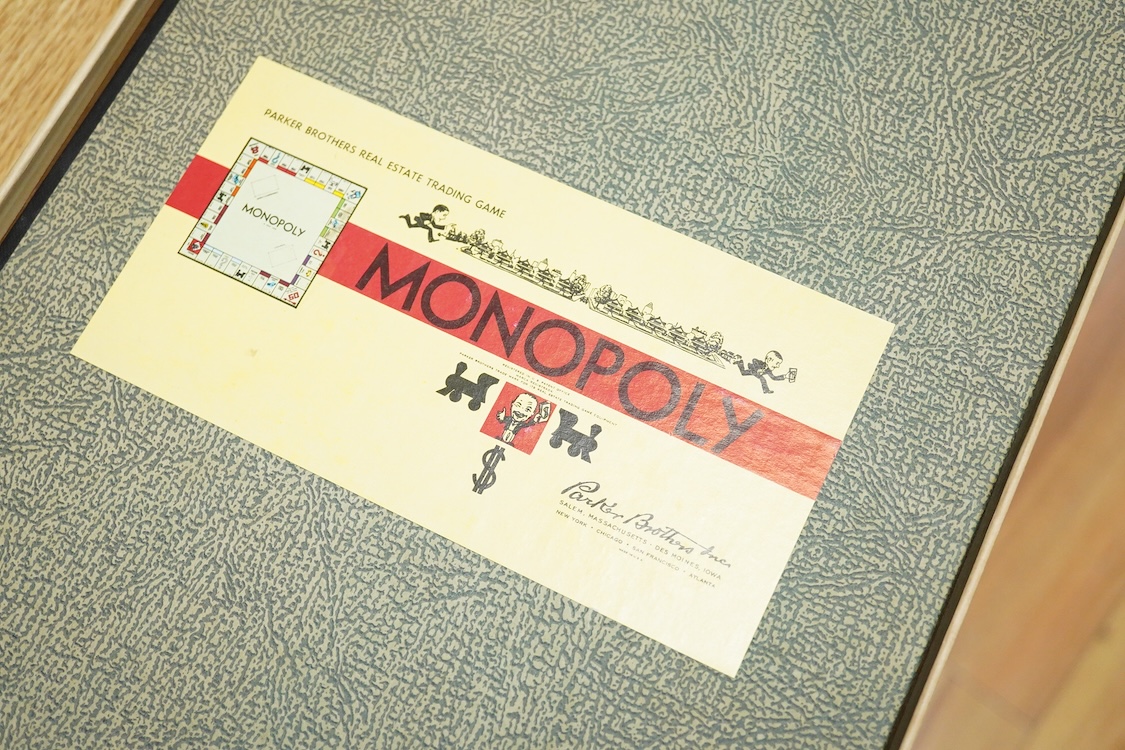 PARKER BROTHERS REAL ESTATE TRADING GAME
MONOPOLY
MONOPOLY
GO
$
Parker Brothers Inc.
SALEM, MASSACHUSETTS · DES MOINES, IOWA
NEW YORK · CHICAGO · SAN FRANCISCO · ATLANTA